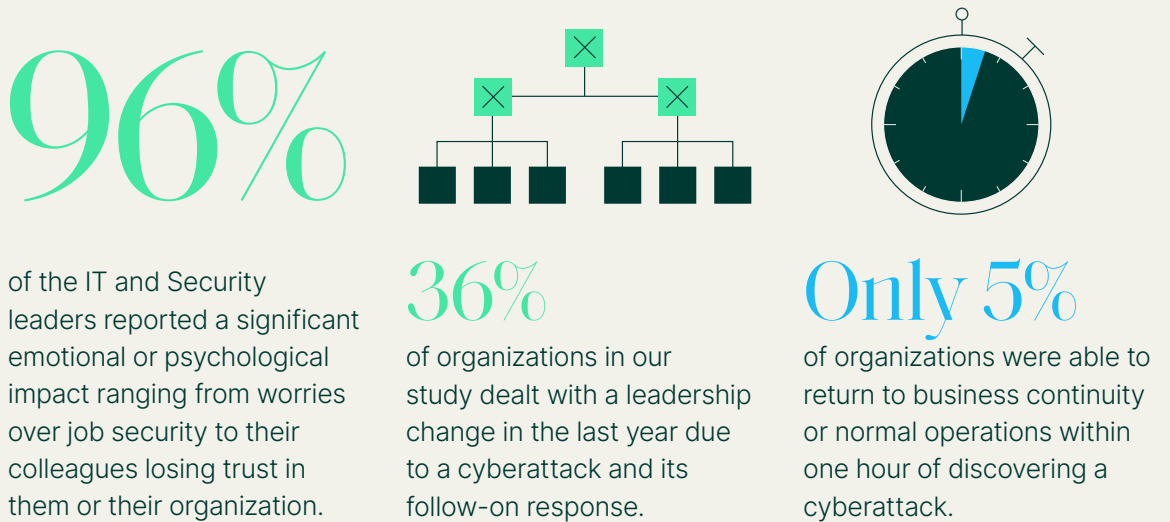 96%
of the IT and Security
leaders reported a significant
emotional or psychological
impact ranging from worries
over job security to their
colleagues losing trust in
them or their organization.
36%
of organizations in our
study dealt with a leadership
change in the last year due
to a cyberattack and its
follow-on response.
Only 5%
of organizations were able to
return to business continuity
or normal operations within
one hour of discovering a
cyberattack.